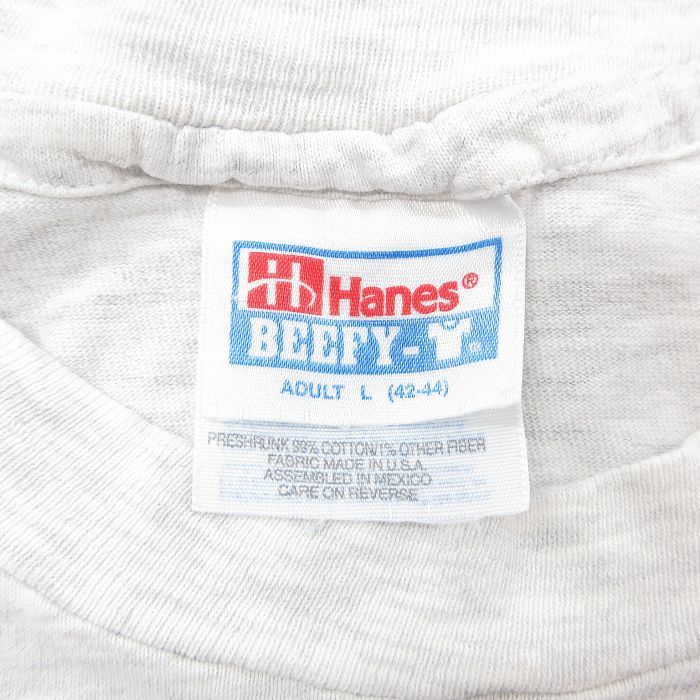 Hanes®
BEEFY-
ADULT L (42-44)
PRESHRUNK 99% COTTON/1% OTHER FIBER
FABRIC MADE IN U.S.A.
ASSEMBLED IN MEXICO
CARE ON REVERSE